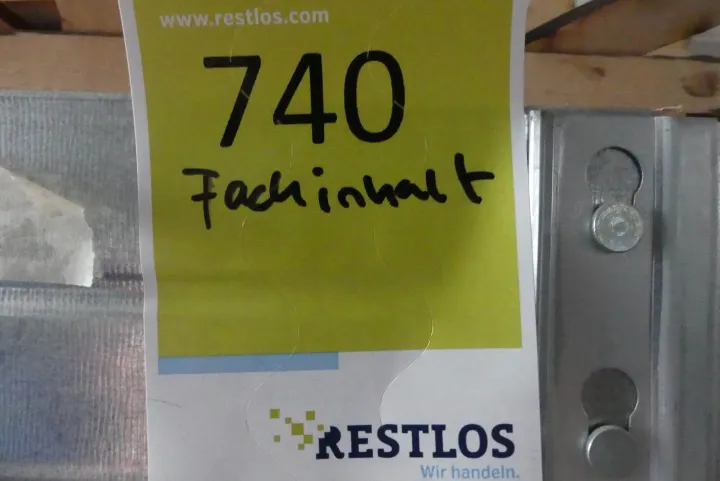 www.restlos.com
740
Fachinhalt
RESTLOS
Wir handeln.